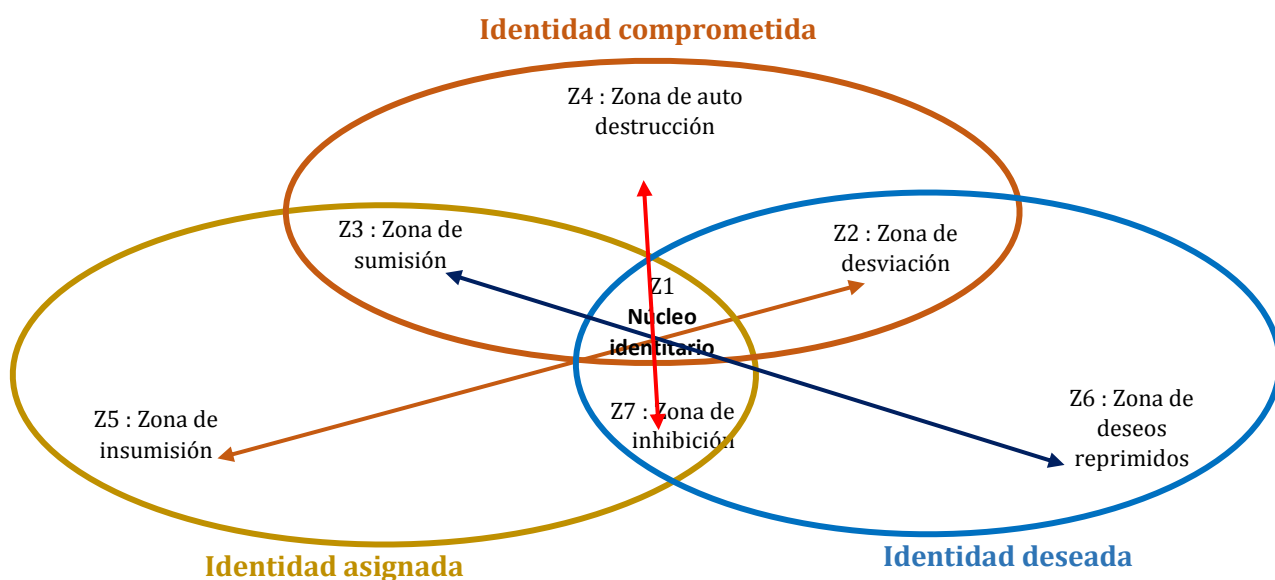 Identidad comprometida
Z4 : Zona de auto
destrucción
Z3 : Zona de
sumisión
Z2 : Zona de
desviación
Z1
Núcleo
identitario
Z5 : Zona de
insumisión
Z7 : Zona de
inhibición
Z6 : Zona de
deseos
reprimidos
Identidad asignada
Identidad deseada